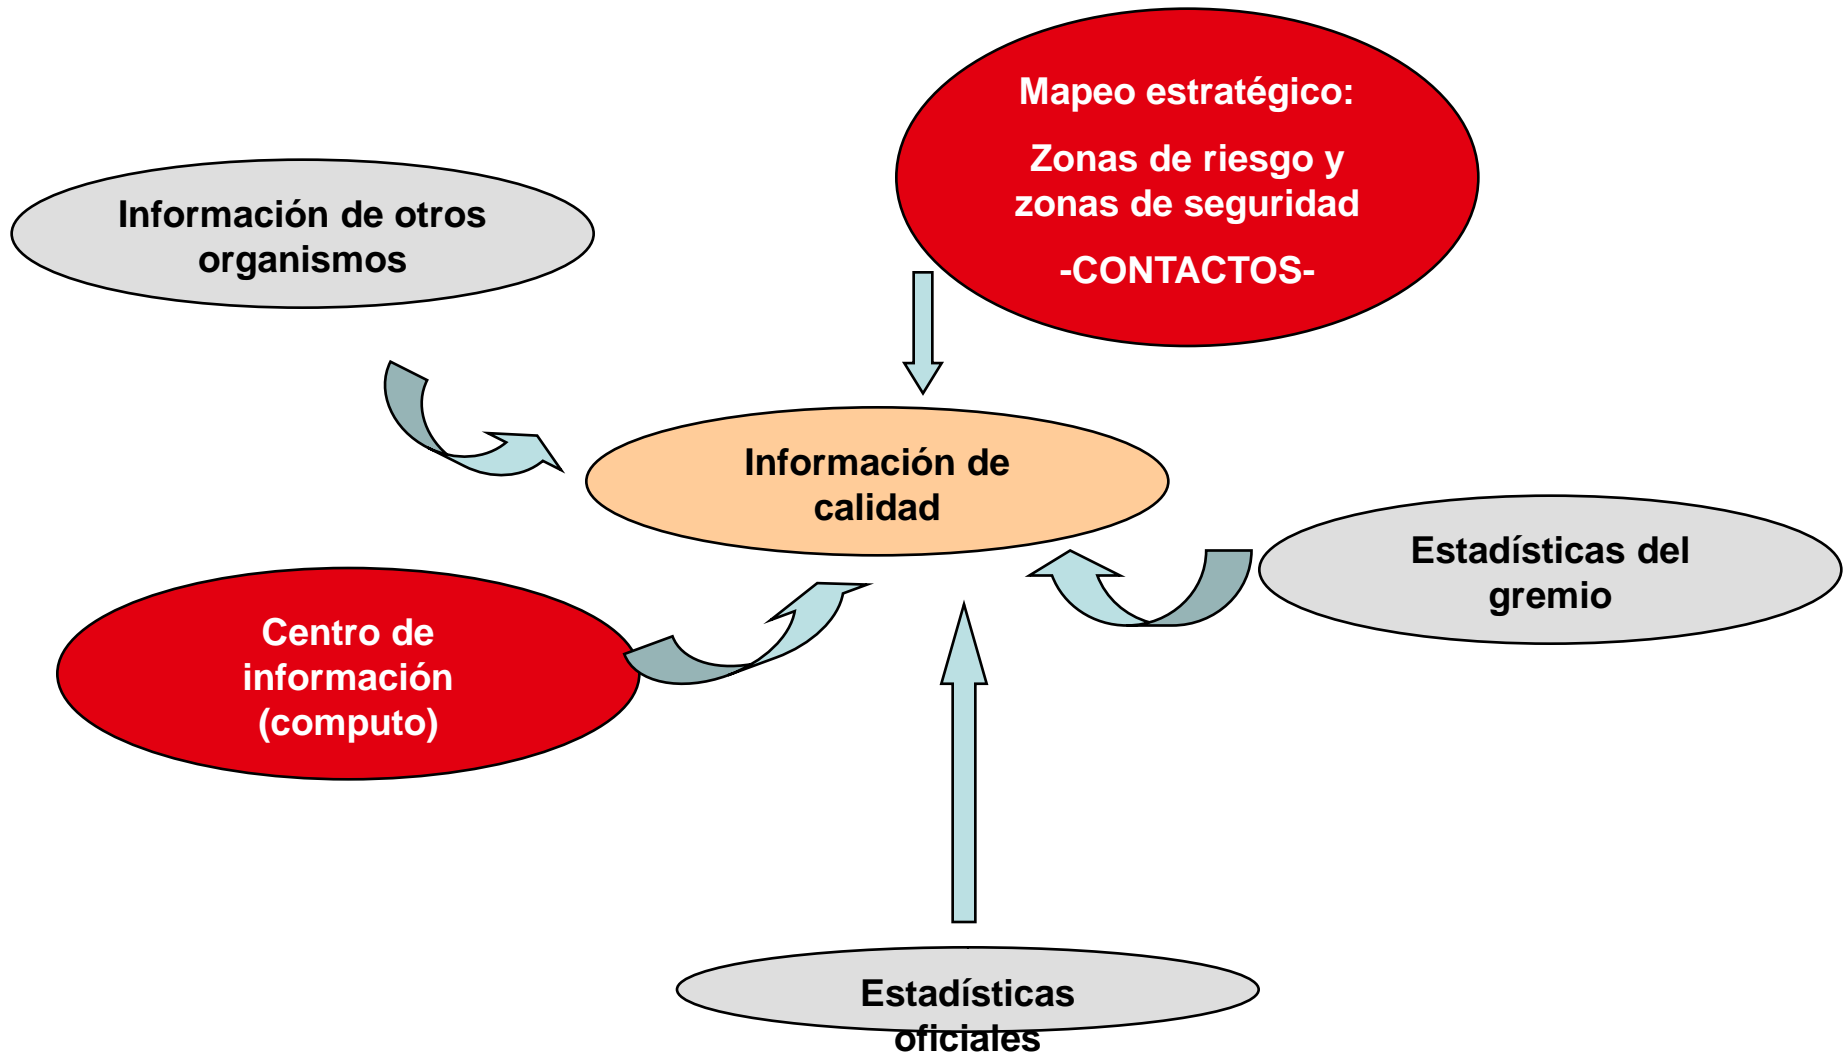 Mapeo estratégico:
Zonas de riesgo y
zonas de seguridad
-CONTACTOS-
Información de otros
organismos
Información de
calidad
Estadísticas del
gremio
Centro de
información
(computo)
Estadísticas
oficiales